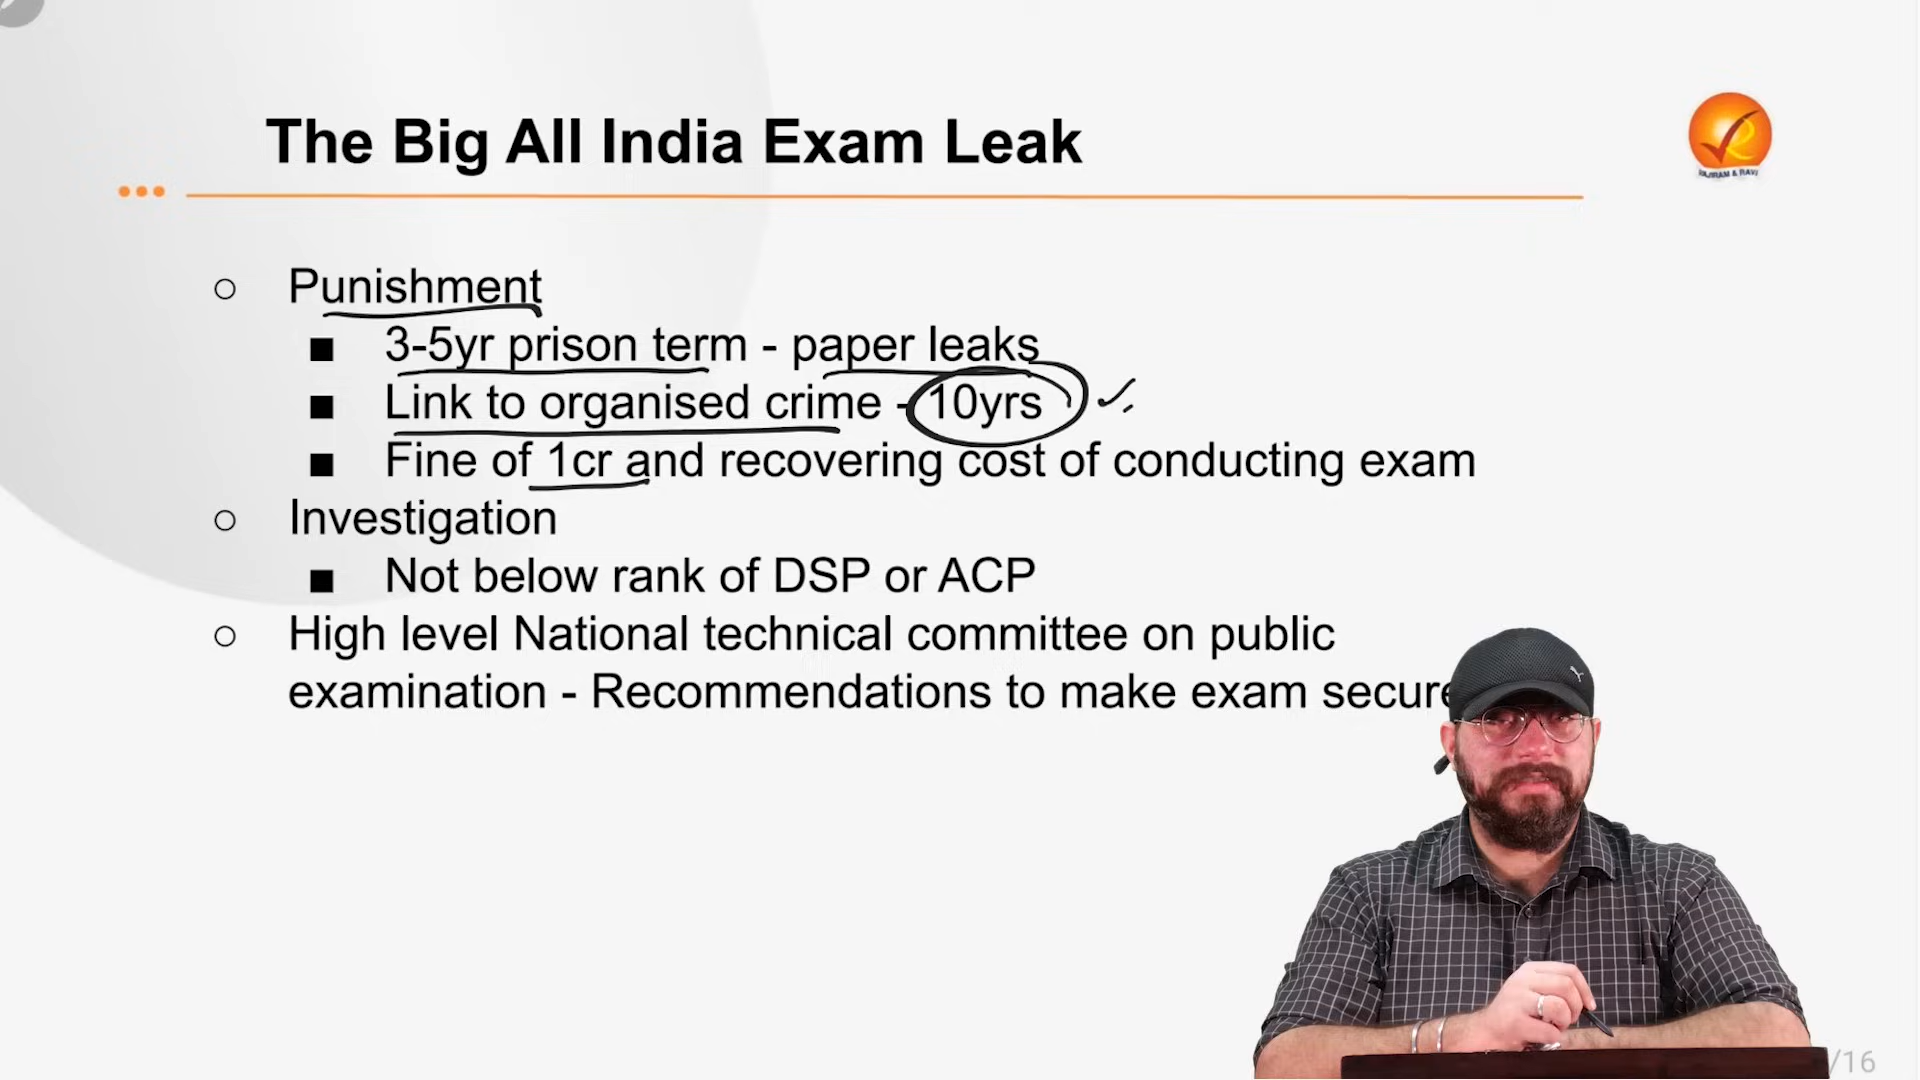 The Big All India Exam Leak
VAJIRAM & RAVI
○ Punishment
■ 3-5yr prison term - paper leaks
■ Link to organised crime - 10yrs
■ Fine of 1cr and recovering cost of conducting exam
○ Investigation
■ Not below rank of DSP or ACP
○ High level National technical committee on public
examination - Recommendations to make exam secure
/16